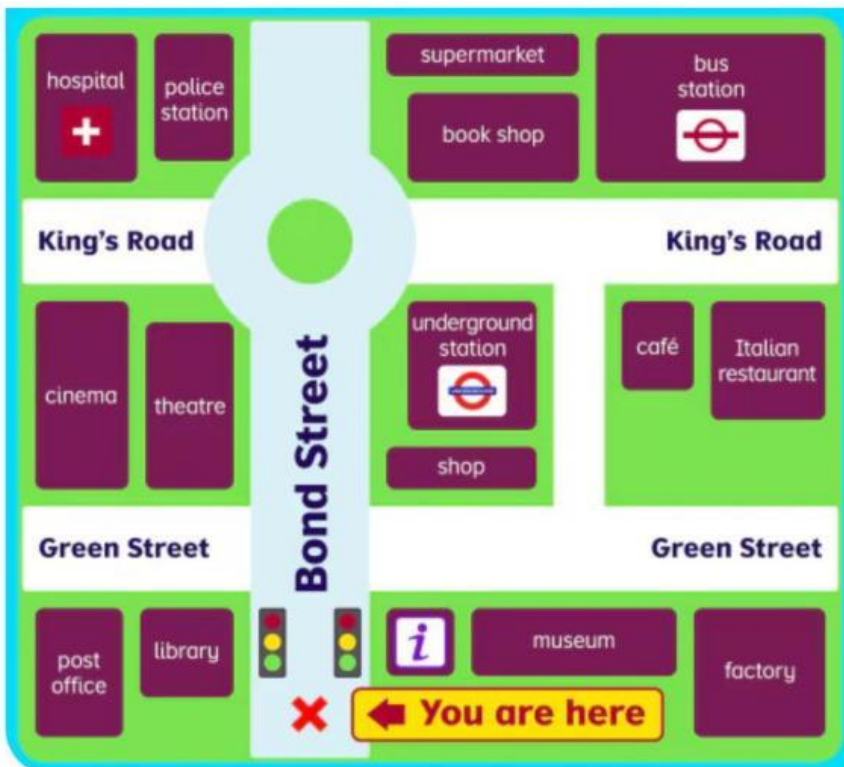 hospital
police
station
supermarket
book shop
bus
station
King's Road
King's Road
cinema
theatre
Bond Street
underground
station
shop
café
Italian
restaurant
Green Street
Green Street
post
office
library
i
museum
factory
You are here